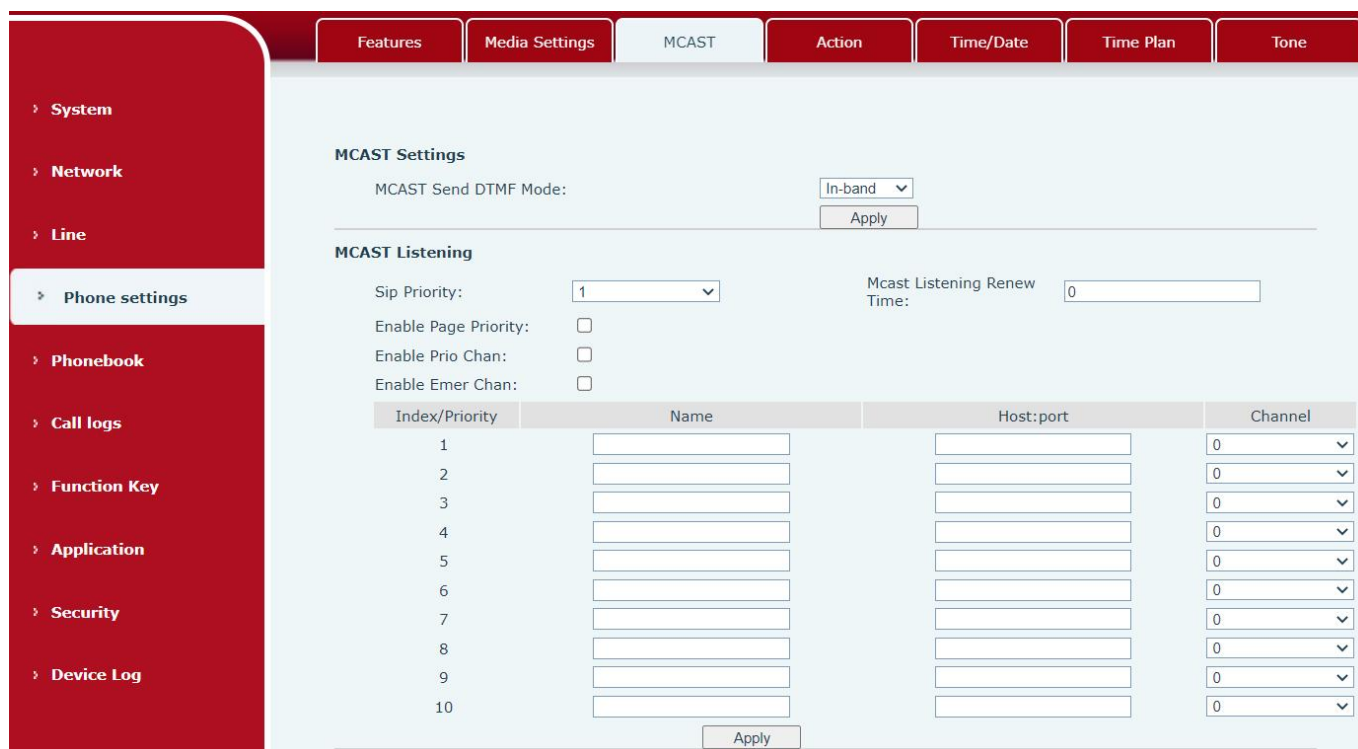 Features Media Settings MCAST Action Time/Date Time Plan Tone
System
Network
Line
Phone settings
Phonebook
Call logs
Function Key
Application
Security
Device Log
MCAST Settings
MCAST Send DTMF Mode: In-band
Apply
MCAST Listening
Sip Priority: 1 Mcast Listening Renew Time: 0
Enable Page Priority:
Enable Prio Chan:
Enable Emer Chan:
Index/Priority Name Host:port Channel
1 0
2 0
3 0
4 0
5 0
6 0
7 0
8 0
9 0
10 0
Apply